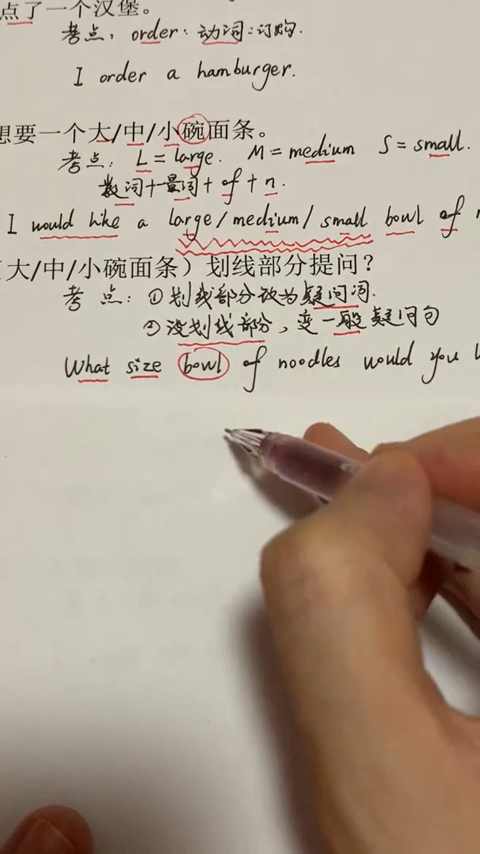 点了一个汉堡。
考点: order: 动词: 订购.
I order a hamburger.
想要一个大/中/小碗面条。
考点: L = large. M = medium S = small.
数词+量词+ of + n.
I would like a large/medium/small bowl of
(大/中/小碗面条)划线部分提问?
考点: ①划线部分改为疑问词.
②没划线部分, 变一般疑问句
What size bowl of noodles would you